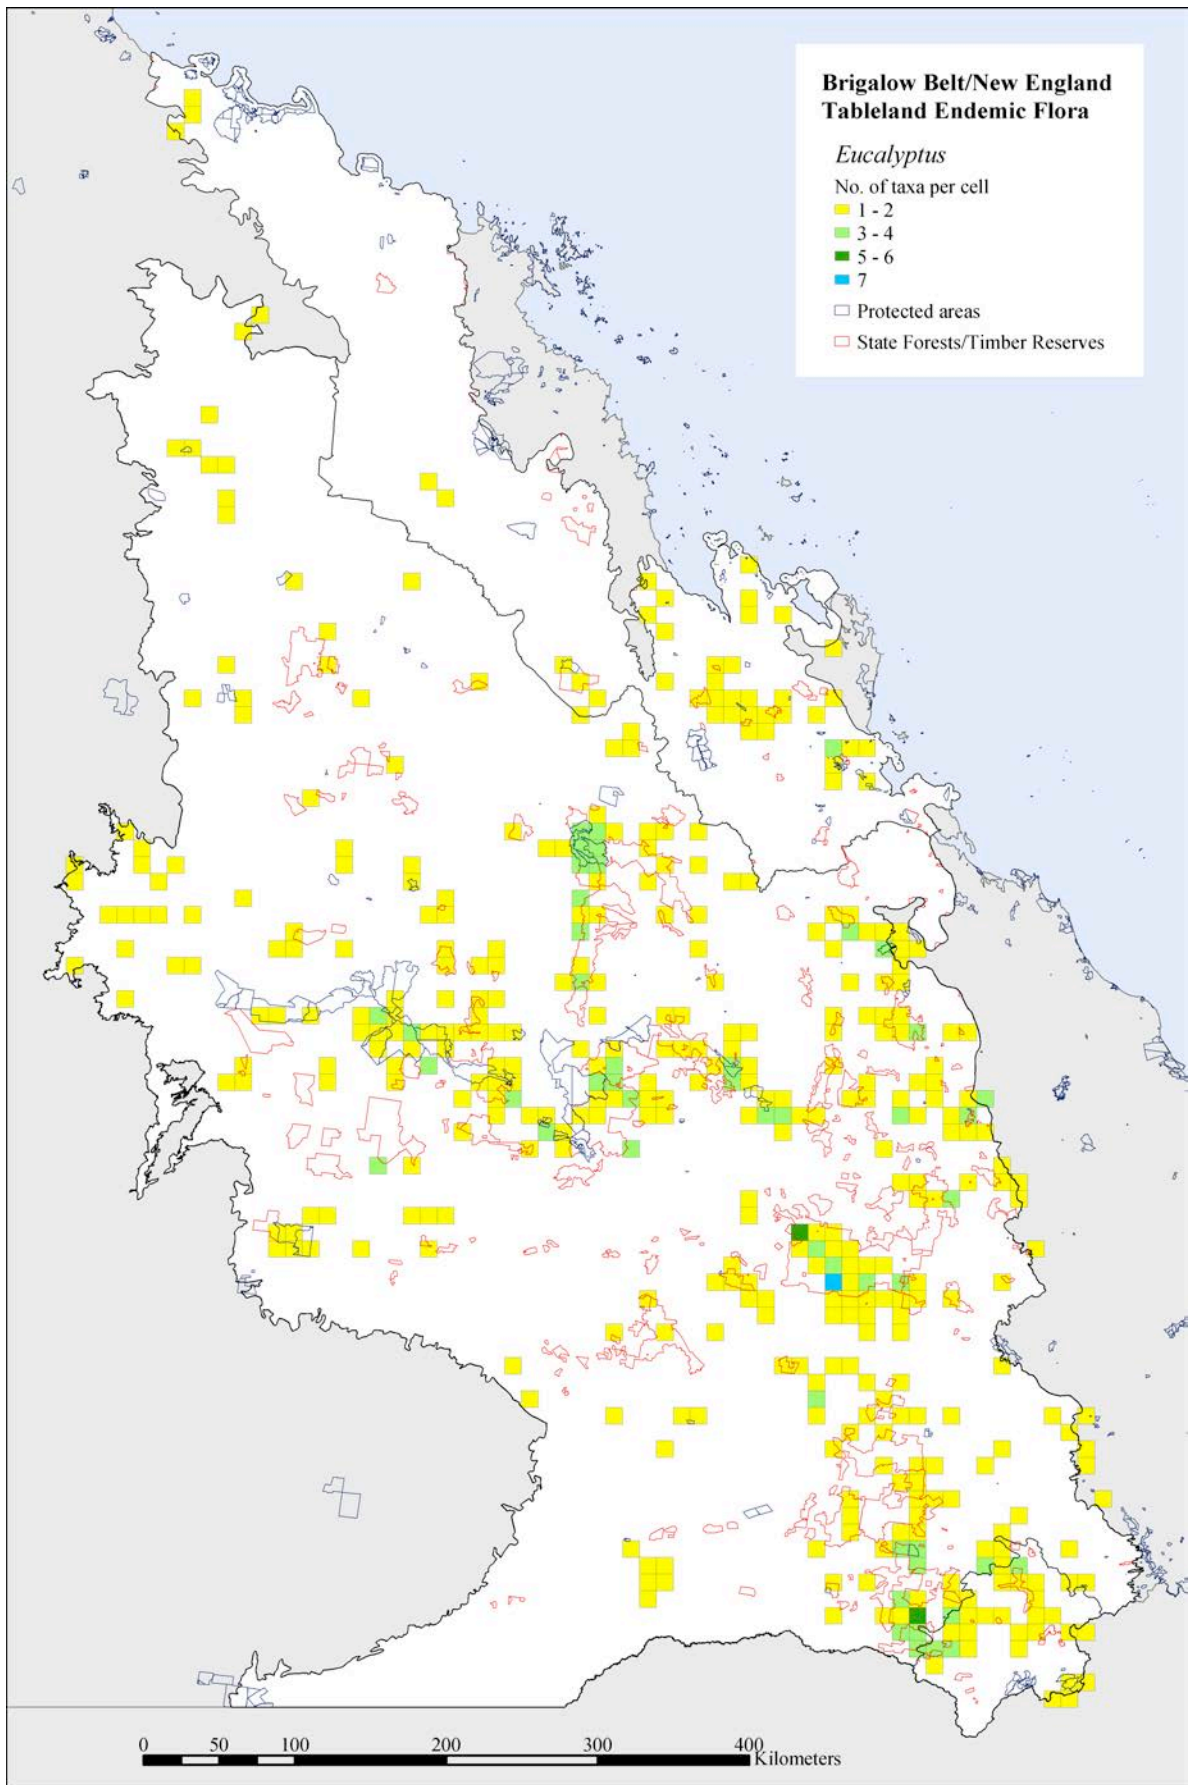 Brigalow Belt/New England
Tableland Endemic Flora
Eucalyptus
No. of taxa per cell
1 - 2
3 - 4
5 - 6
7
Protected areas
State Forests/Timber Reserves
0 50 100 200 300 400
Kilometers